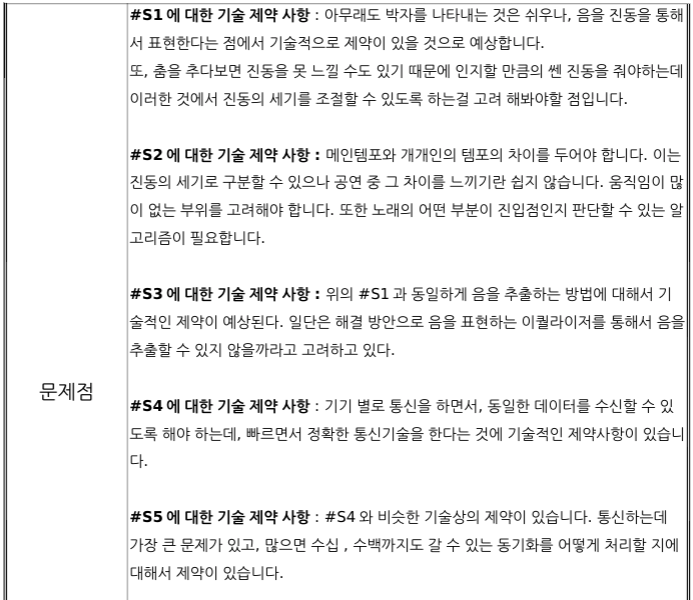 #S1에 대한 기술 제약 사항 : 아무래도 박자를 나타내는 것은 쉬우나, 음을 진동을 통해
서 표현한다는 점에서 기술적으로 제약이 있을 것으로 예상합니다.
또, 춤을 추다보면 진동을 못 느낄 수도 있기 때문에 인지할 만큼의 쎈 진동을 줘야하는데
이러한 것에서 진동의 세기를 조절할 수 있도록 하는걸 고려 해봐야할 점입니다.
#S2에 대한 기술 제약 사항 : 메인템포와 개개인의 템포의 차이를 두어야 합니다. 이는
진동의 세기로 구분할 수 있으나 공연 중 그 차이를 느끼기란 쉽지 않습니다. 움직임이 많
이 없는 부위를 고려해야 합니다. 또한 노래의 어떤 부분이 진입점인지 판단할 수 있는 알
고리즘이 필요합니다.
#S3에 대한 기술 제약 사항 : 위의 #S1과 동일하게 음을 추출하는 방법에 대해서 기
술적인 제약이 예상된다. 일단은 해결 방안으로 음을 표현하는 이퀄라이저를 통해서 음을
추출할 수 있지 않을까라고 고려하고 있다.
문제점
#S4에 대한 기술 제약 사항 : 기기 별로 통신을 하면서, 동일한 데이터를 수신할 수 있
도록 해야 하는데, 빠르면서 정확한 통신기술을 한다는 것에 기술적인 제약사항이 있습니
다.
#S5에 대한 기술 제약 사항 : #S4와 비슷한 기술상의 제약이 있습니다. 통신하는데
가장 큰 문제가 있고, 많으면 수십 , 수백까지도 갈 수 있는 동기화를 어떻게 처리할 지에
대해서 제약이 있습니다.